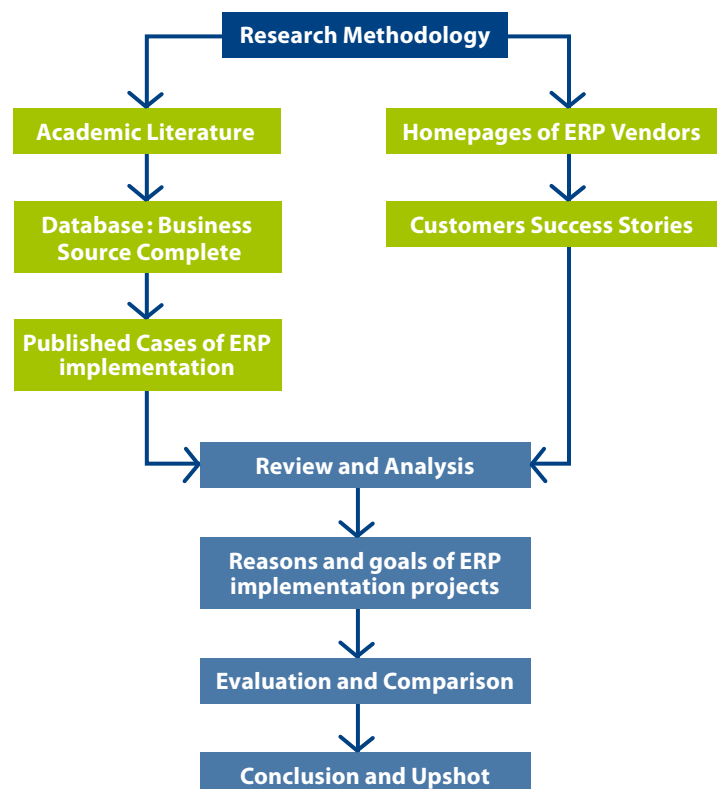 Research Methodology
Academic Literature
Homepages of ERP Vendors
Database: Business
Source Complete
Customers Success Stories
Published Cases of ERP
implementation
Review and Analysis
Reasons and goals of ERP
implementation projects
Evaluation and Comparison
Conclusion and Upshot